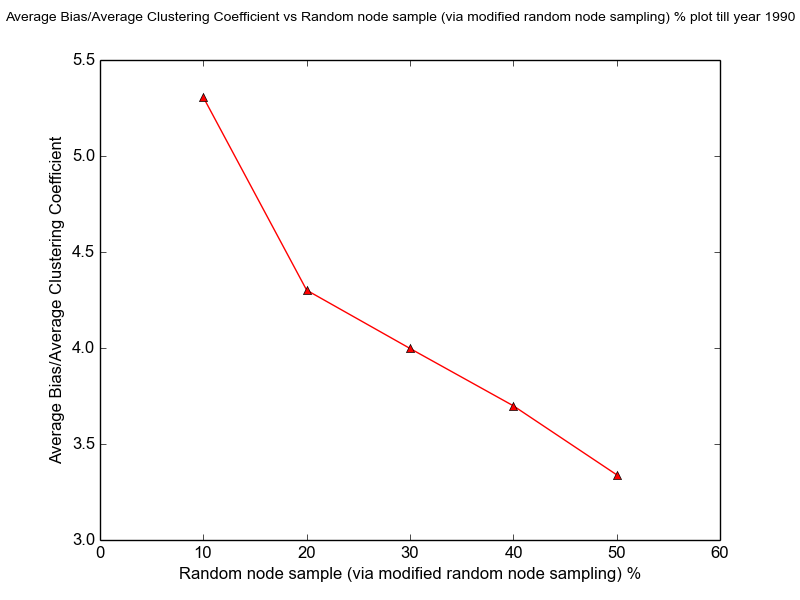 Average Bias/Average Clustering Coefficient vs Random node sample (via modified random node sampling) % plot till year 1990
5.5
5.0
4.5
4.0
3.5
3.0
Average Bias/Average Clustering Coefficient
0 10 20 30 40 50 60
Random node sample (via modified random node sampling) %